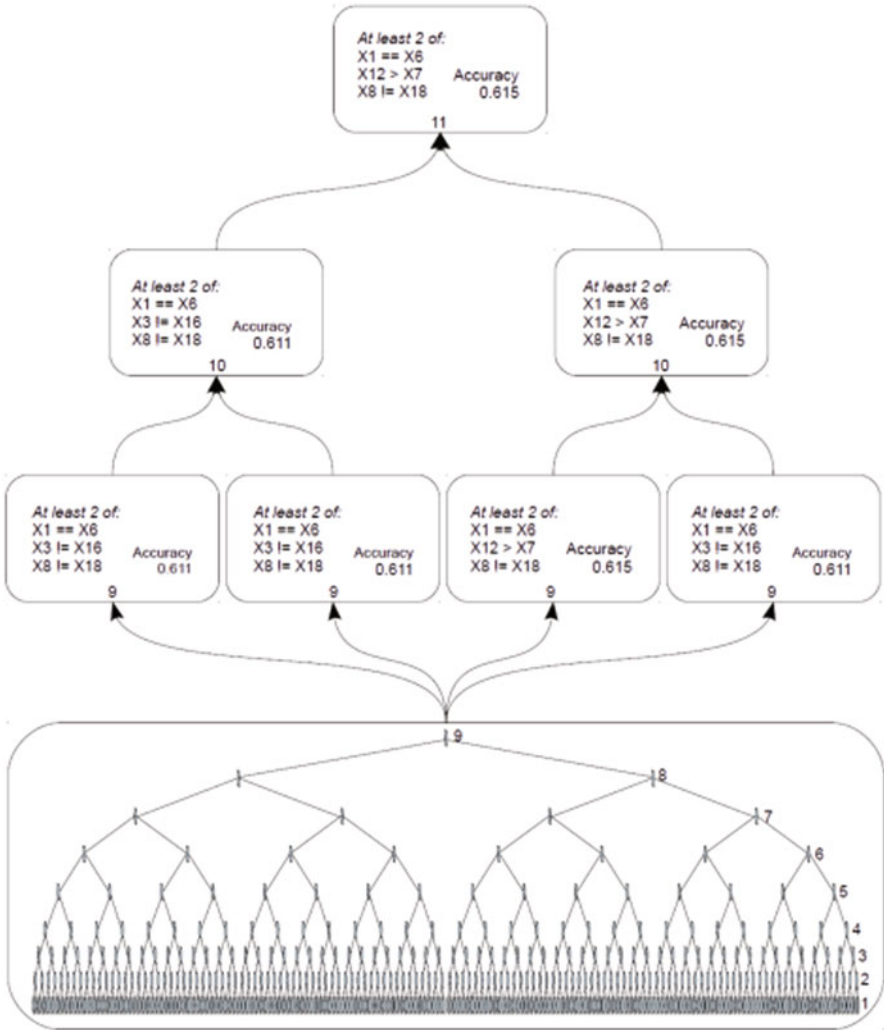 At least 2 of:
X1 == X6
X12 > X7
X8 != X18
Accuracy
0.615
11
At least 2 of:
X1 == X6
X3 != X16
X8 != X18
Accuracy
0.611
10
At least 2 of:
X1 == X6
X12 > X7
X8 != X18
Accuracy
0.615
10
At least 2 of:
X1 == X6
X3 != X16
X8 != X18
Accuracy
0.611
9
At least 2 of:
X1 == X6
X3 != X16
X8 != X18
Accuracy
0.611
9
At least 2 of:
X1 == X6
X12 > X7
X8 != X18
Accuracy
0.615
9
At least 2 of:
X1 == X6
X3 != X16
X8 != X18
Accuracy
0.611
9
9
8
7
6
5
4
3
2
1